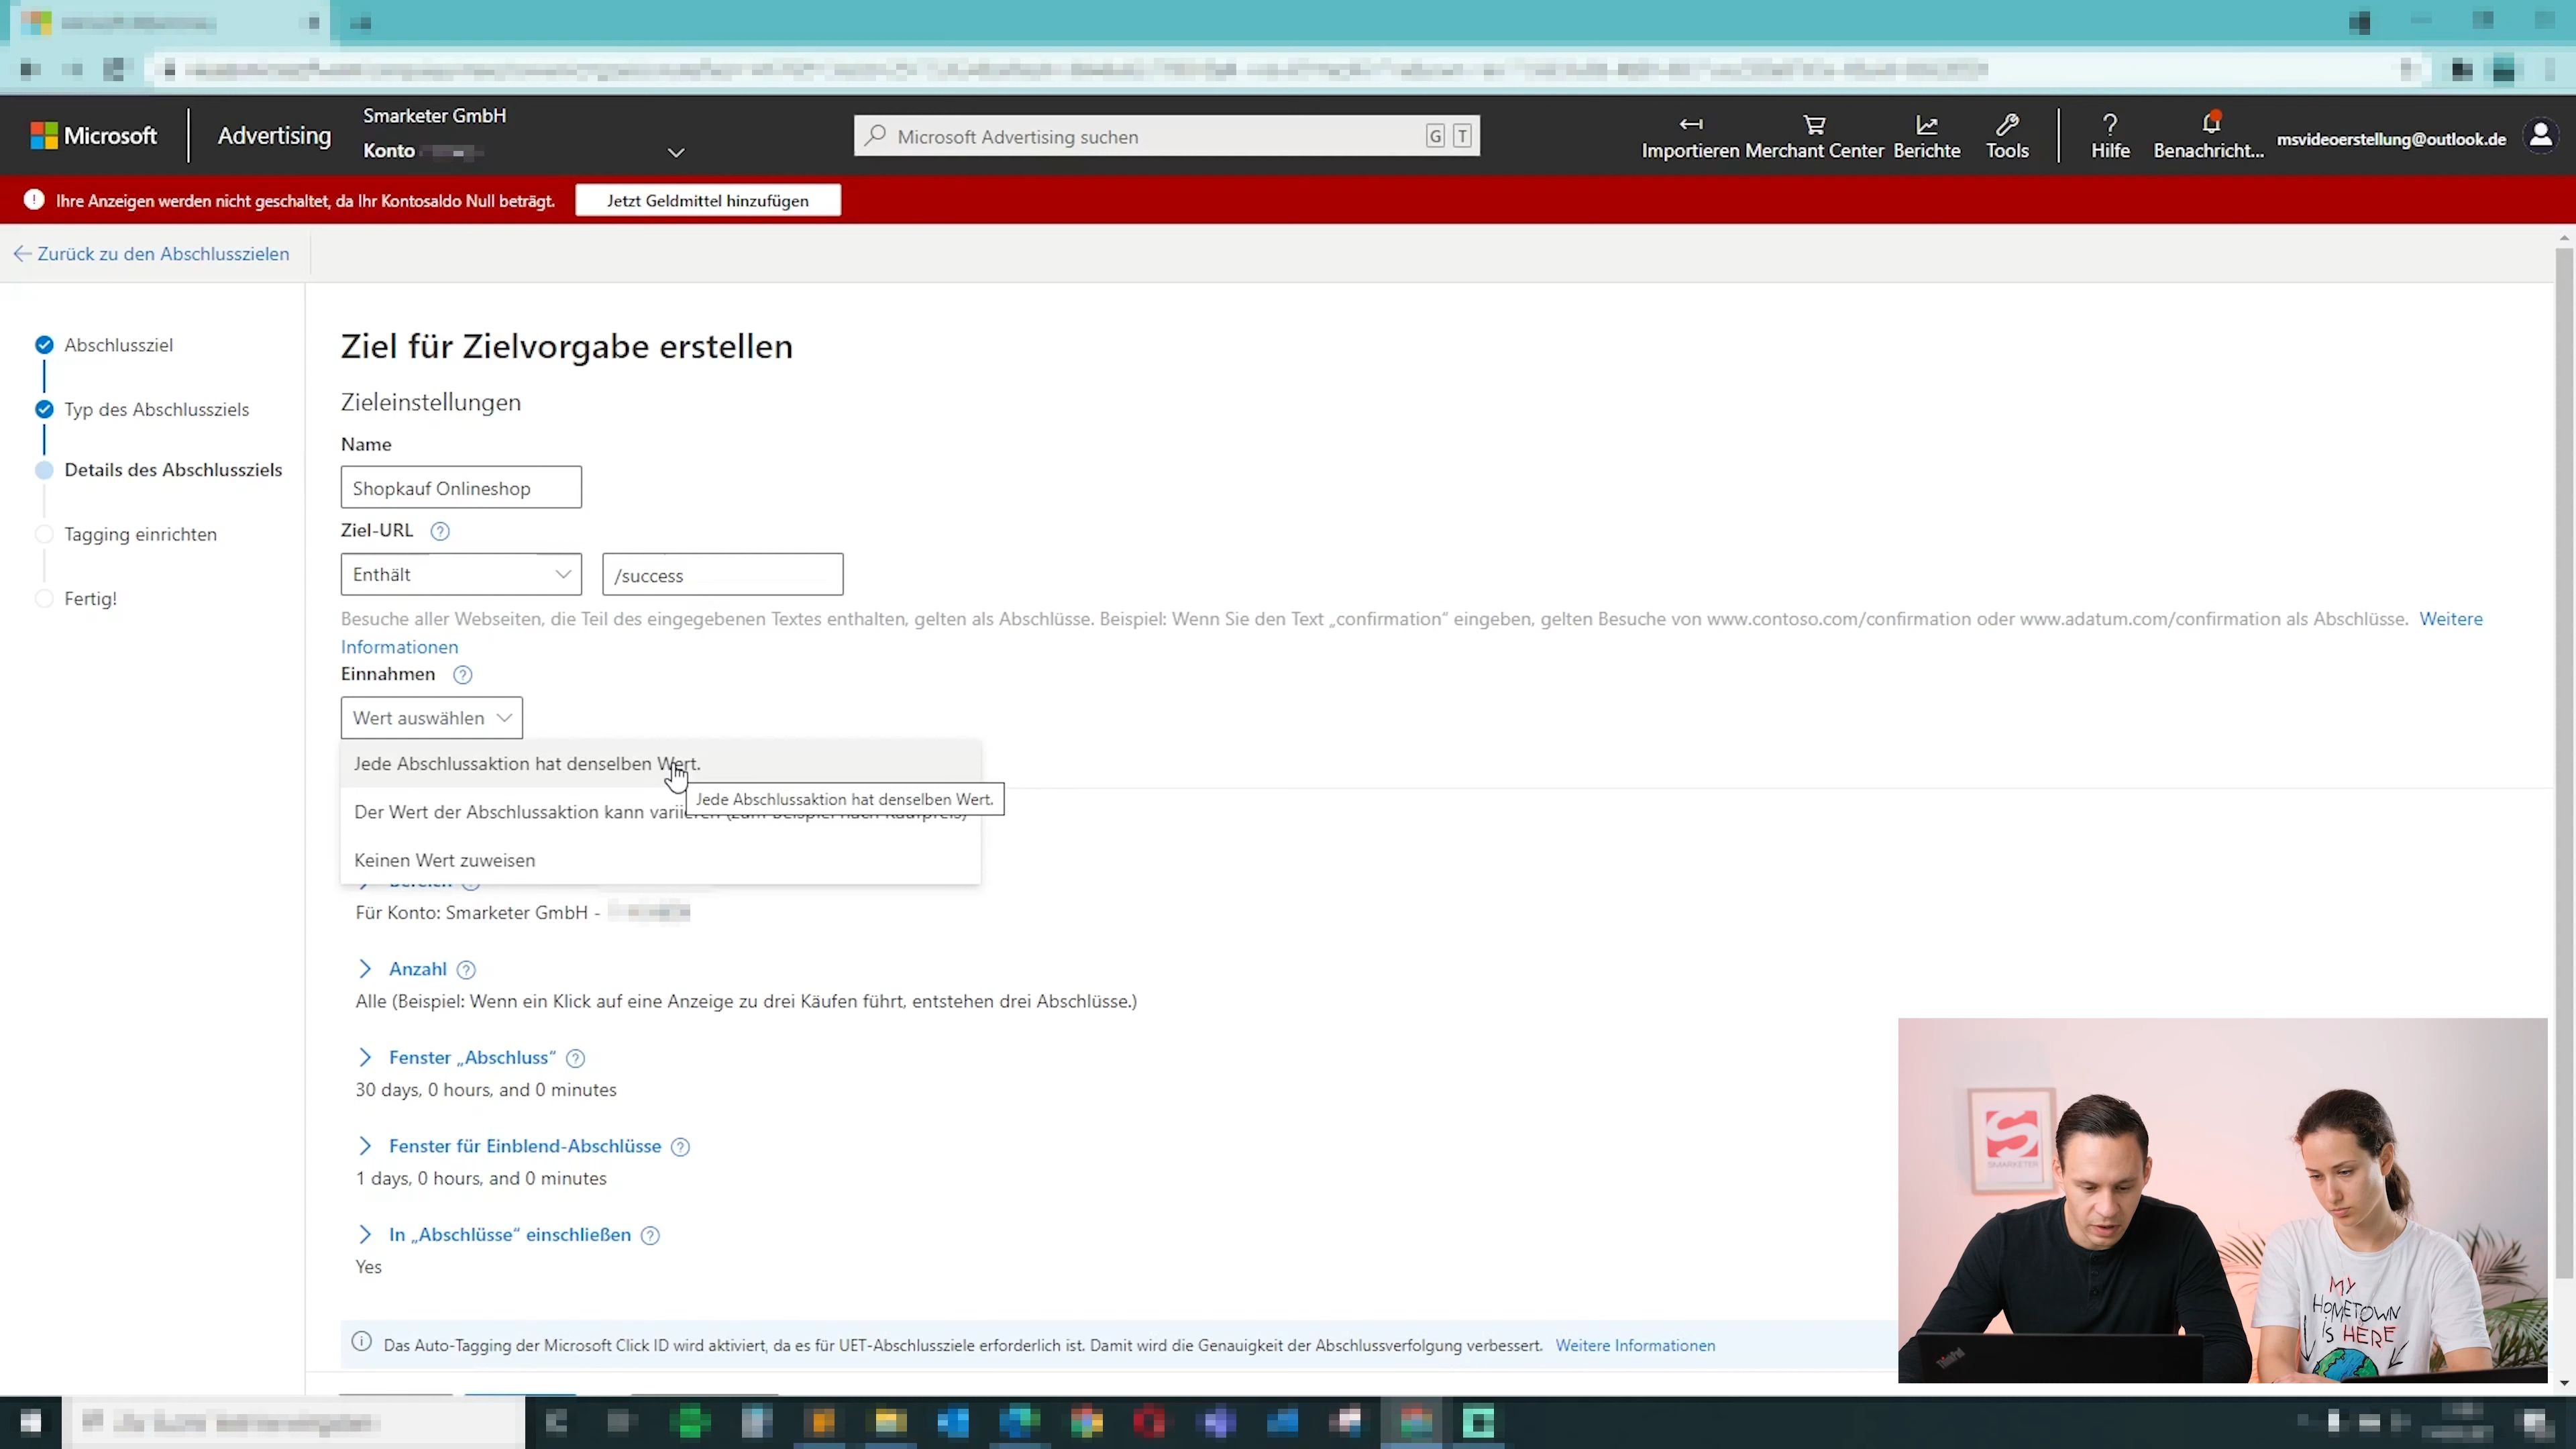 Microsoft
Advertising
Smarketer GmbH
Konto
Microsoft Advertising suchen
G T
Importieren
Merchant Center
Berichte
Tools
Hilfe
Benachricht...
msvideoerstellung@outlook.de
Ihre Anzeigen werden nicht geschaltet, da Ihr Kontosaldo Null beträgt.
Jetzt Geldmittel hinzufügen
Zurück zu den Abschlusszielen
Abschlussziel
Typ des Abschlussziels
Details des Abschlussziels
Tagging einrichten
Fertig!
Ziel für Zielvorgabe erstellen
Zieleinstellungen
Name
Shopkauf Onlineshop
Ziel-URL
Enthält
/success
Besuche aller Webseiten, die Teil des eingegebenen Textes enthalten, gelten als Abschlüsse. Beispiel: Wenn Sie den Text „confirmation“ eingeben, gelten Besuche von www.contoso.com/confirmation oder www.adatum.com/confirmation als Abschlüsse. Weitere
Informationen
Einnahmen
Wert auswählen
Jede Abschlussaktion hat denselben Wert.
Jede Abschlussaktion hat denselben Wert.
Der Wert der Abschlussaktion kann variieren (zum Beispiel nach Kaufpreis)
Keinen Wert zuweisen
Bereich
Für Konto: Smarketer GmbH -
Anzahl
Alle (Beispiel: Wenn ein Klick auf eine Anzeige zu drei Käufen führt, entstehen drei Abschlüsse.)
Fenster „Abschluss“
30 days, 0 hours, and 0 minutes
Fenster für Einblend-Abschlüsse
1 days, 0 hours, and 0 minutes
In „Abschlüsse“ einschließen
Yes
Das Auto-Tagging der Microsoft Click ID wird aktiviert, da es für UET-Abschlussziele erforderlich ist. Damit wird die Genauigkeit der Abschlussverfolgung verbessert. Weitere Informationen
SMARKETER
MY
HOMETOWN
IS HERE
ThinkPad